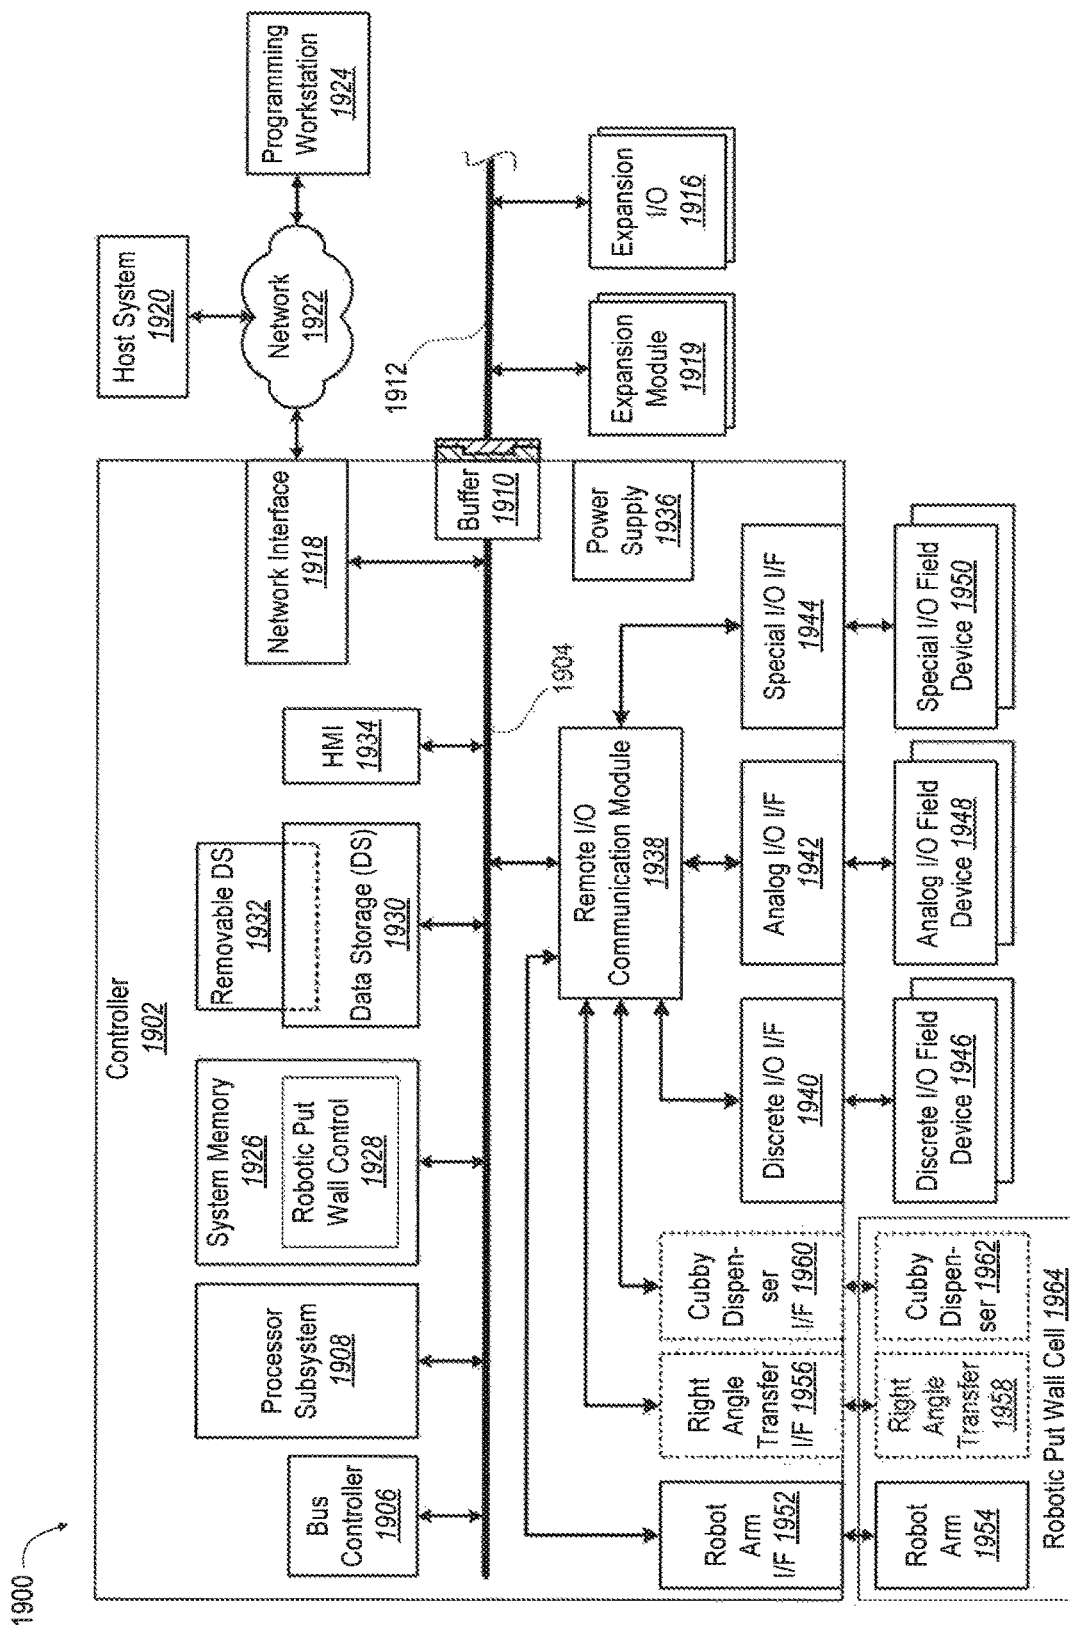 1900
Controller
1902
Bus
Controller
1906
Processor
Subsystem
1908
System Memory
1926
Robotic Put
Wall Control
1928
Removable DS
1932
Data Storage (DS)
1930
HMI
1934
Network Interface
1918
Host System
1920
Network
1922
Programming
Workstation
1924
1904
Buffer
1910
1912
Power
Supply
1936
Expansion
Module
1919
Expansion
I/O
1916
Remote I/O
Communication Module
1938
Robot
Arm
I/F 1952
Right
Angle
Transfer
I/F 1956
Cubby
Dispen-
ser
I/F 1960
Discrete I/O I/F
1940
Analog I/O I/F
1942
Special I/O I/F
1944
Robot
Arm
1954
Right
Angle
Transfer
1958
Cubby
Dispen-
ser 1962
Discrete I/O Field
Device 1946
Analog I/O Field
Device 1948
Special I/O Field
Device 1950
Robotic Put Wall Cell 1964